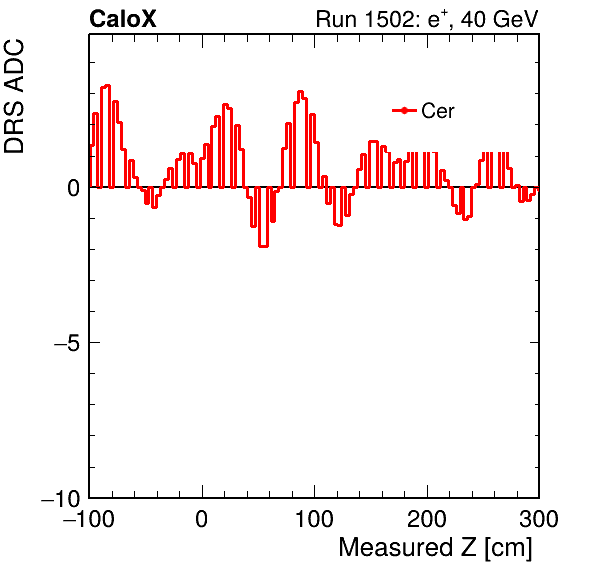 CaloX Run 1502: e⁺, 40 GeV
DRS ADC
Cer
0
−5
−10
−100 0 100 200 300
Measured Z [cm]